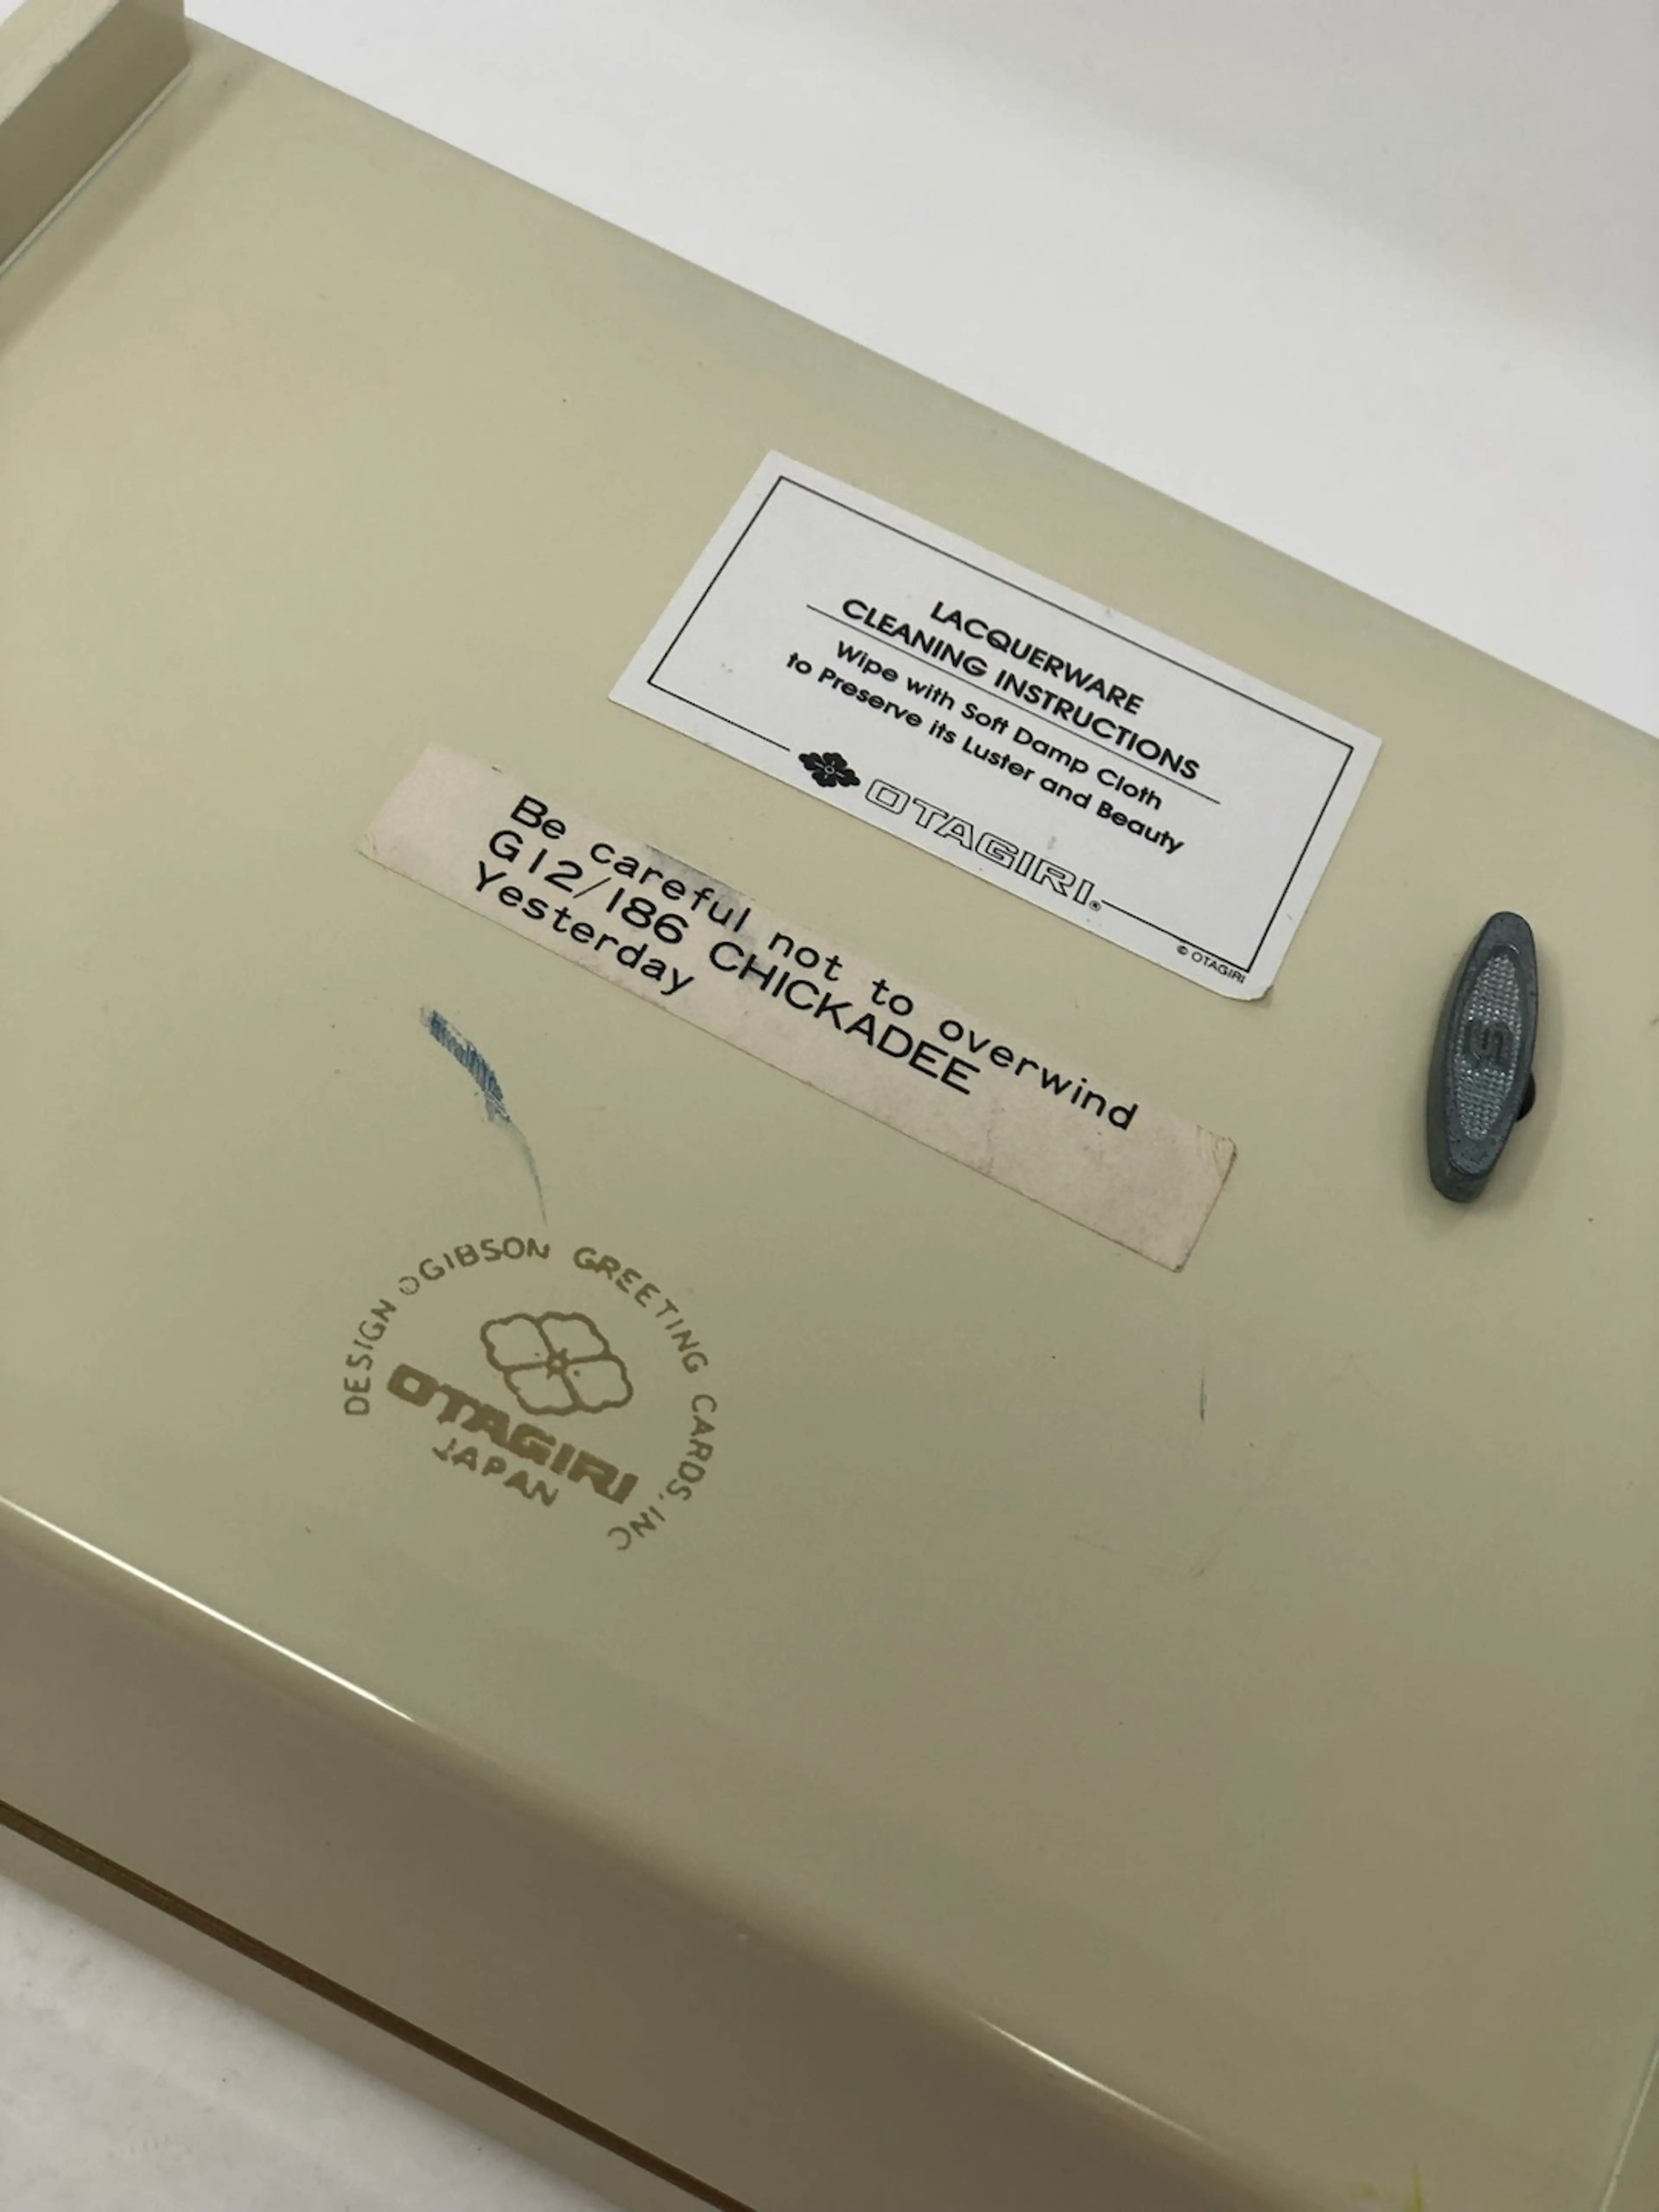 LACQUERWARE
CLEANING INSTRUCTIONS
Wipe with Soft Damp Cloth
to Preserve its Luster and Beauty
OTAGIRI®
© OTAGIRI
Be careful not to overwind
G12/186 CHICKADEE
Yesterday
S
DESIGN ©GIBSON GREETING CARDS, INC
OTAGIRI
JAPAN